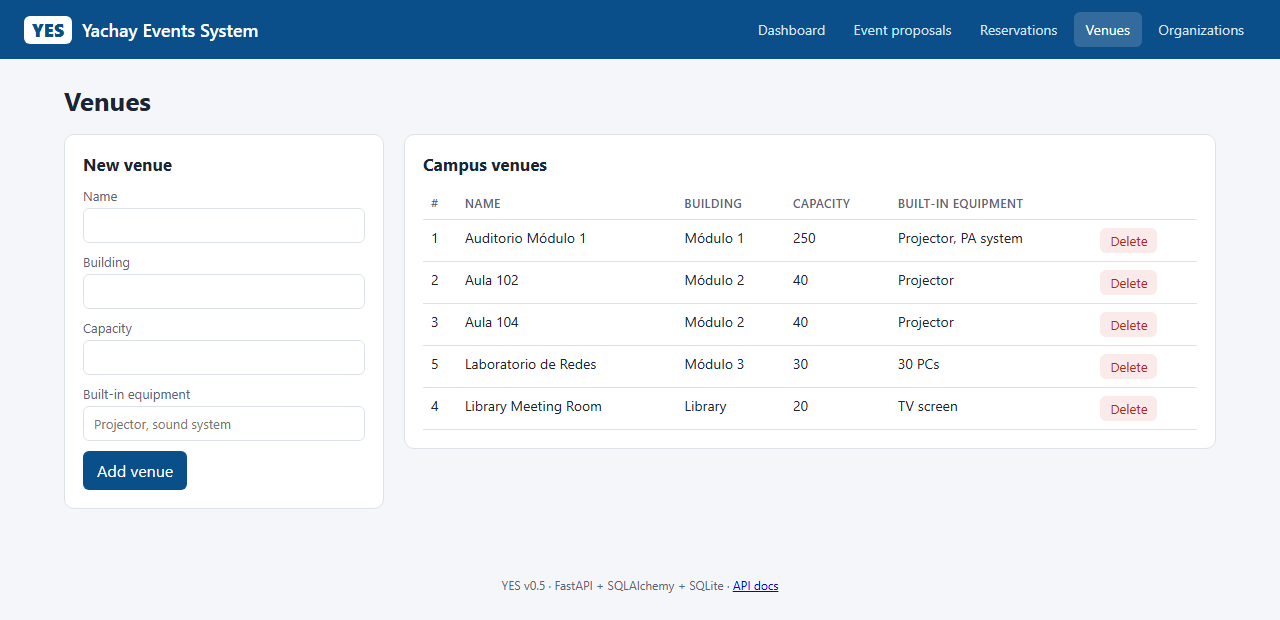 YES Yachay Events System Dashboard Event proposals Reservations Venues Organizations
Venues
New venue
Name
Building
Capacity
Built-in equipment
Projector, sound system
Add venue
Campus venues
# NAME BUILDING CAPACITY BUILT-IN EQUIPMENT
1 Auditorio Módulo 1 Módulo 1 250 Projector, PA system Delete
2 Aula 102 Módulo 2 40 Projector Delete
3 Aula 104 Módulo 2 40 Projector Delete
5 Laboratorio de Redes Módulo 3 30 30 PCs Delete
4 Library Meeting Room Library 20 TV screen Delete
YES v0.5 · FastAPI + SQLAlchemy + SQLite · API docs